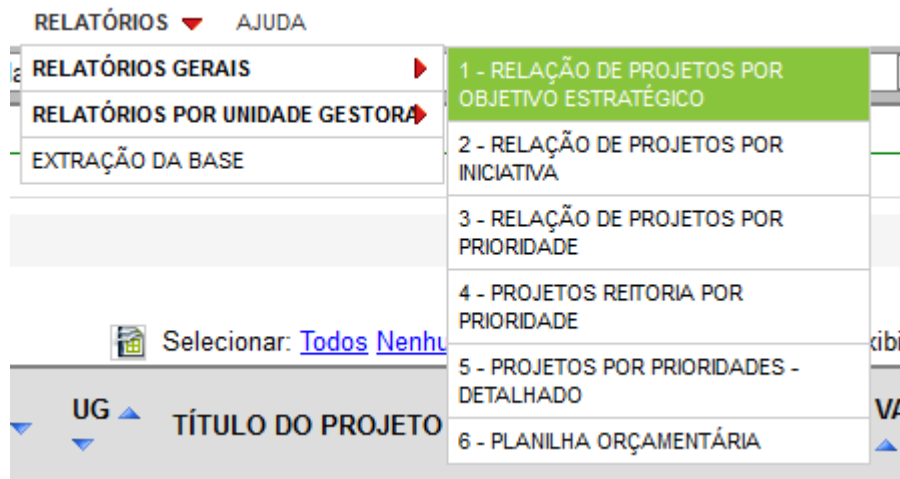 RELATÓRIOS AJUDA
RELATÓRIOS GERAIS
RELATÓRIOS POR UNIDADE GESTORA
EXTRAÇÃO DA BASE
1 - RELAÇÃO DE PROJETOS POR
OBJETIVO ESTRATÉGICO
2 - RELAÇÃO DE PROJETOS POR
INICIATIVA
3 - RELAÇÃO DE PROJETOS POR
PRIORIDADE
4 - PROJETOS REITORIA POR
PRIORIDADE
5 - PROJETOS POR PRIORIDADES -
DETALHADO
6 - PLANILHA ORÇAMENTÁRIA
Selecionar: Todos Nenhu
UG TÍTULO DO PROJETO